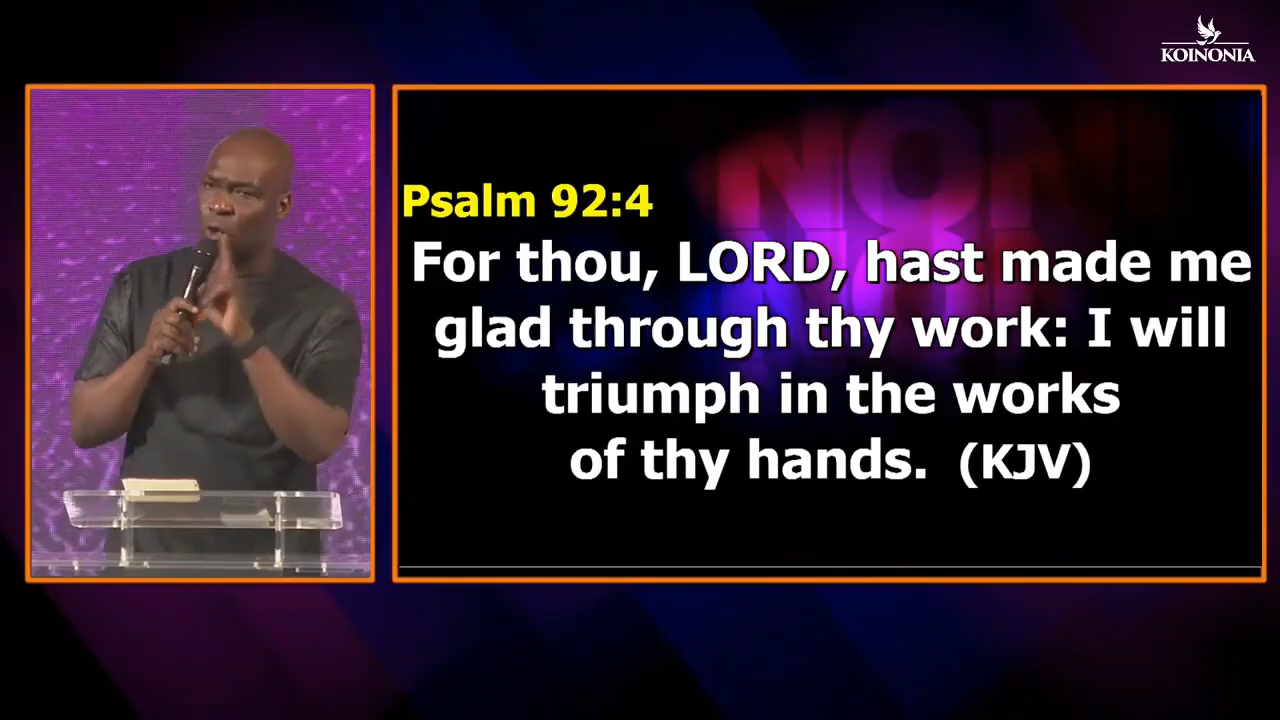 KOINONIA
Psalm 92:4
For thou, LORD, hast made me
glad through thy work: I will
triumph in the works
of thy hands. (KJV)